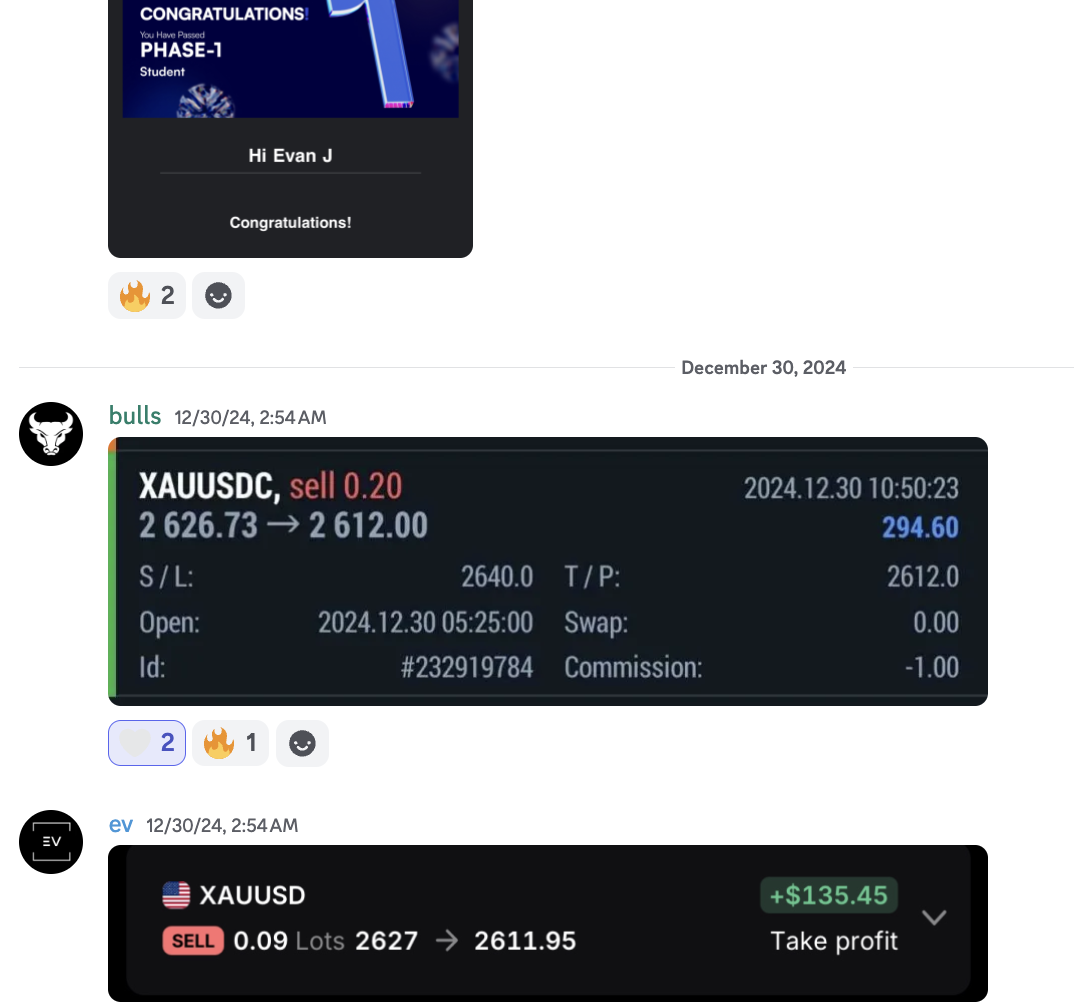 CONGRATULATIONS!
You Have Passed
PHASE-1
Student
Hi Evan J
Congratulations!
2
December 30, 2024
bulls 12/30/24, 2:54 AM
XAUUSDC, sell 0.20 2024.12.30 10:50:23
2 626.73 → 2 612.00 294.60
S / L: 2640.0 T / P: 2612.0
Open: 2024.12.30 05:25:00 Swap: 0.00
Id: #232919784 Commission: -1.00
2 1
ev 12/30/24, 2:54 AM
EV
XAUUSD +$135.45
SELL 0.09 Lots 2627 → 2611.95 Take profit